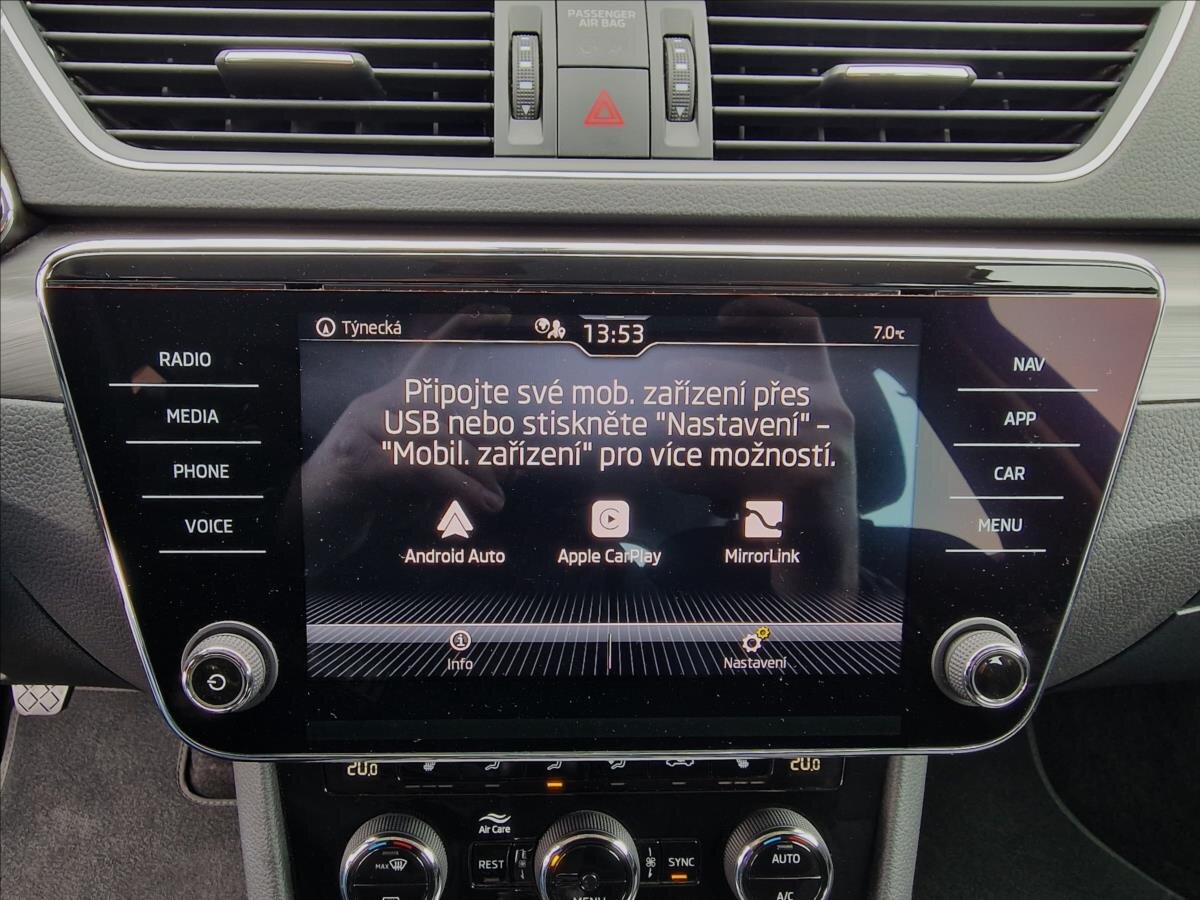 PASSENGER
AIR BAG
Týnecká
13:53
7.0°C
RADIO
MEDIA
PHONE
VOICE
Připojte své mob. zařízení přes
USB nebo stiskněte "Nastavení" –
"Mobil. zařízení" pro více možností.
Android Auto
Apple CarPlay
MirrorLink
Info
Nastavení
NAV
APP
CAR
MENU
20.0
20.0
Air Care
MAX
REST
SYNC
AUTO
MENU
A/C